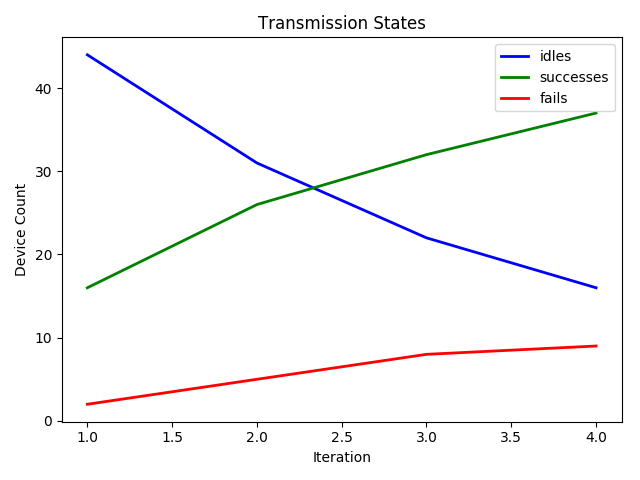 Transmission States
idles
successes
fails
Device Count
40
30
20
10
0
1.0 1.5 2.0 2.5 3.0 3.5 4.0
Iteration